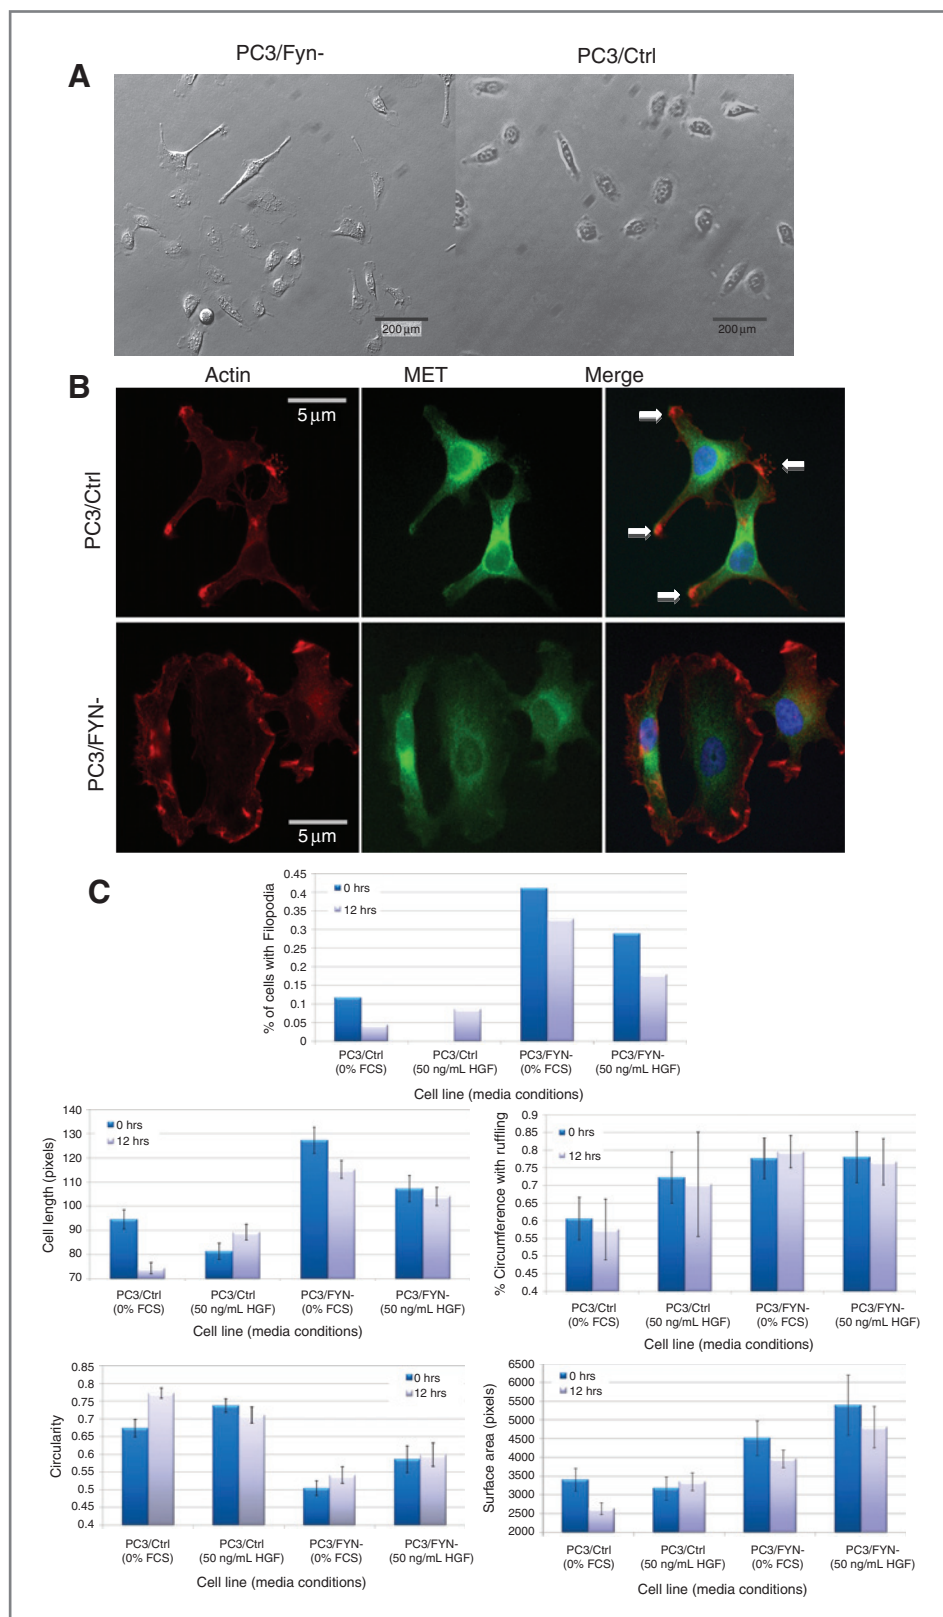 A
PC3/Fyn-
PC3/Ctrl
200 µm
200 µm
B
Actin
MET
Merge
PC3/Ctrl
5 µm
PC3/FYN-
5 µm
C
% of cells with Filopodia
0.45
0.4
0.35
0.3
0.25
0.2
0.15
0.1
0.05
0
0 hrs
12 hrs
PC3/Ctrl PC3/Ctrl PC3/FYN- PC3/FYN-
(0% FCS) (50 ng/mL HGF) (0% FCS) (50 ng/mL HGF)
Cell line (media conditions)
Cell length (pixels)
140
130
120
110
100
90
80
70
0 hrs
12 hrs
PC3/Ctrl PC3/Ctrl PC3/FYN- PC3/FYN-
(0% FCS) (50 ng/mL HGF) (0% FCS) (50 ng/mL HGF)
Cell line (media conditions)
% Circumference with ruffling
0.9
0.85
0.8
0.75
0.7
0.65
0.6
0.55
0.5
0.45
0.4
0 hrs
12 hrs
PC3/Ctrl PC3/Ctrl PC3/FYN- PC3/FYN-
(0% FCS) (50 ng/mL HGF) (0% FCS) (50 ng/mL HGF)
Cell line (media conditions)
Circularity
0.85
0.8
0.75
0.7
0.65
0.6
0.55
0.5
0.45
0.4
0 hrs
12 hrs
PC3/Ctrl PC3/Ctrl PC3/FYN- PC3/FYN-
(0% FCS) (50 ng/mL HGF) (0% FCS) (50 ng/mL HGF)
Cell line (media conditions)
Surface area (pixels)
6500
6000
5500
5000
4500
4000
3500
3000
2500
2000
0 hrs
12 hrs
PC3/Ctrl PC3/Ctrl PC3/FYN- PC3/FYN-
(0% FCS) (50 ng/mL HGF) (0% FCS) (50 ng/mL HGF)
Cell line (media conditions)